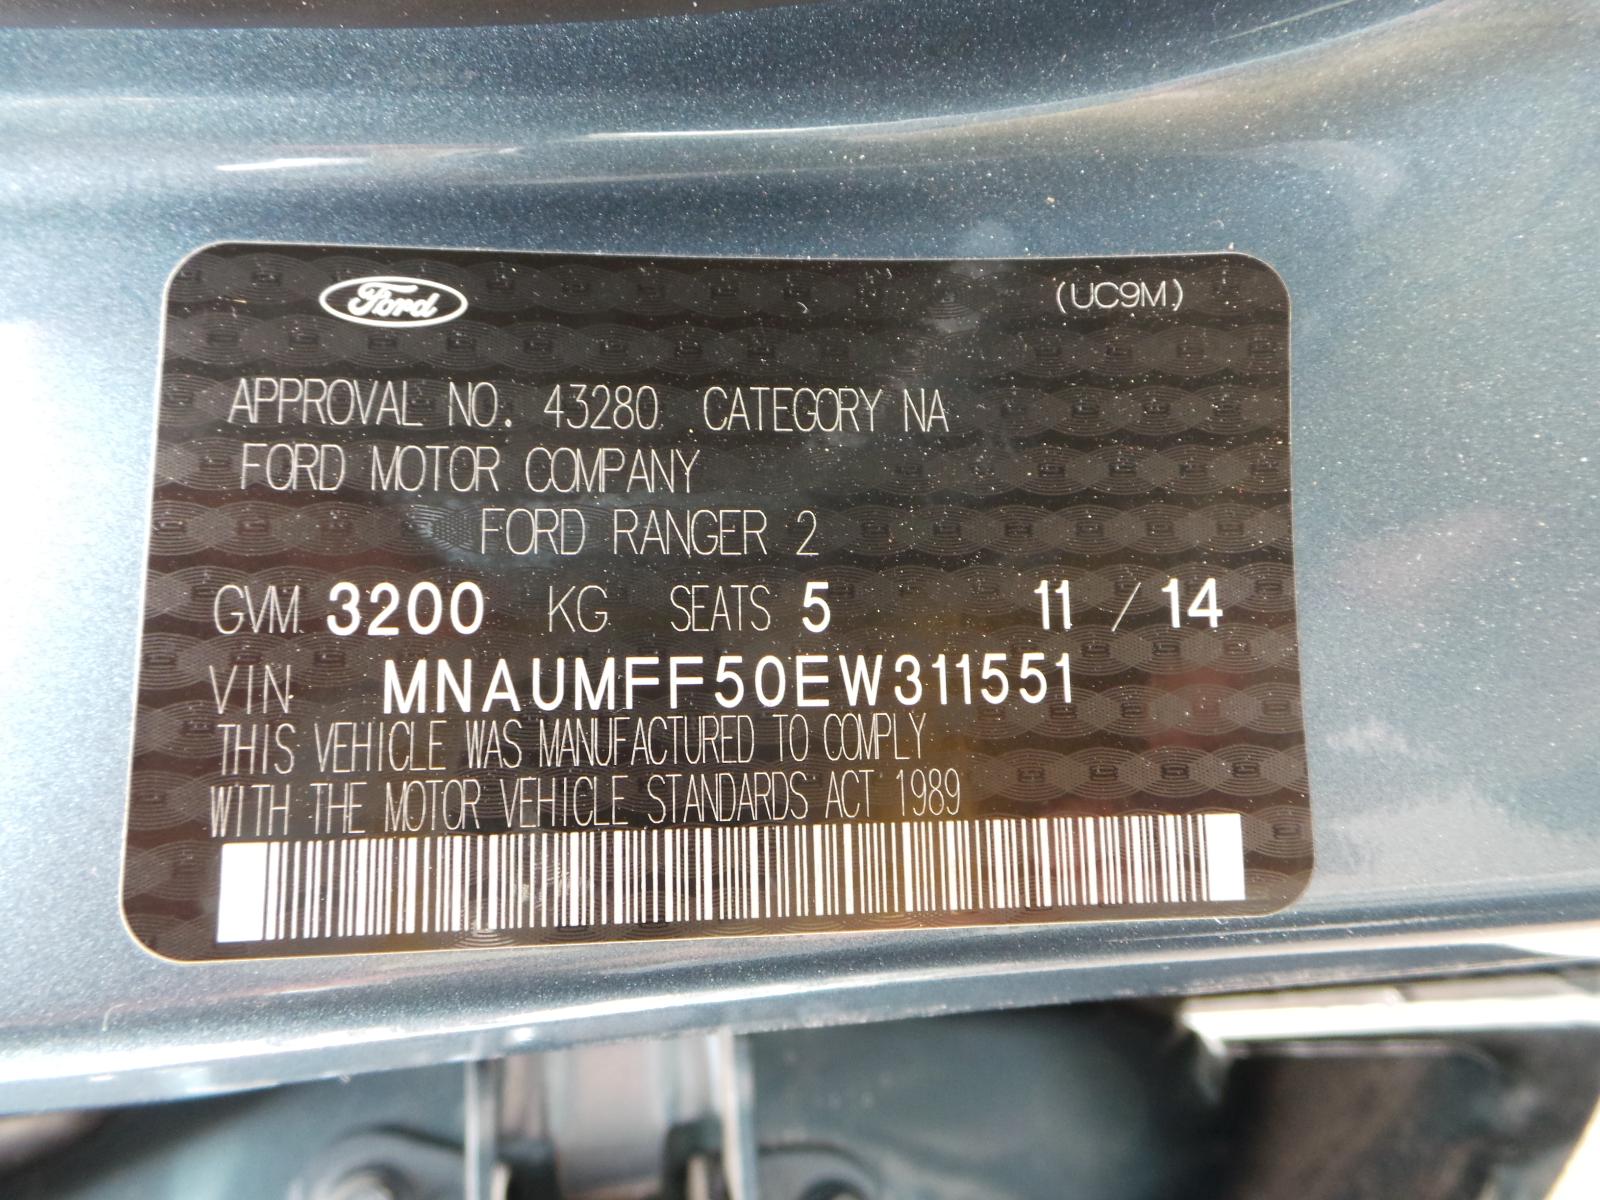 Ford
(UC9M)
APPROVAL NO. 43280 CATEGORY NA
FORD MOTOR COMPANY
FORD RANGER 2
GVM 3200 KG SEATS 5 11 / 14
VIN MNAUMFF50EW311551
THIS VEHICLE WAS MANUFACTURED TO COMPLY
WITH THE MOTOR VEHICLE STANDARDS ACT 1989